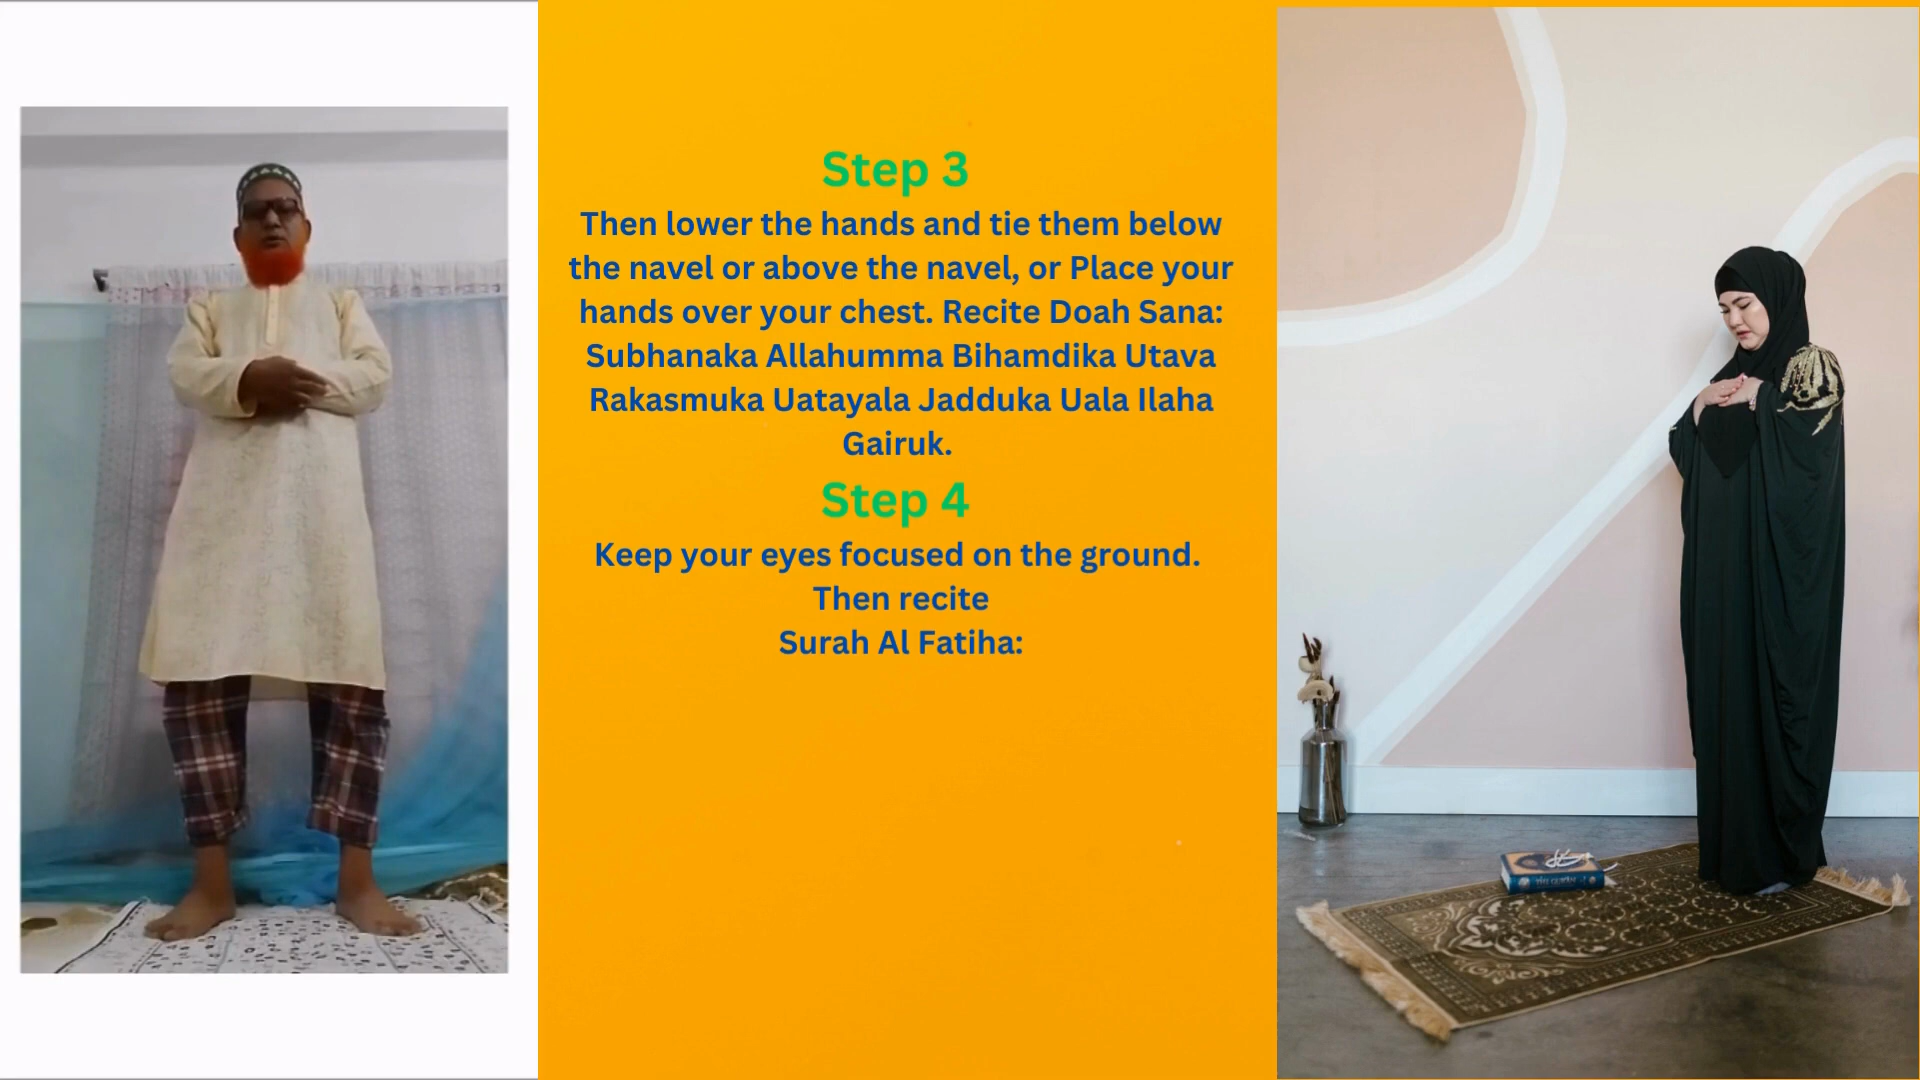 Step 3
Then lower the hands and tie them below
the navel or above the navel, or Place your
hands over your chest. Recite Doah Sana:
Subhanaka Allahumma Bihamdika Utava
Rakasmuka Uatayala Jadduka Uala Ilaha
Gairuk.
Step 4
Keep your eyes focused on the ground.
Then recite
Surah Al Fatiha: